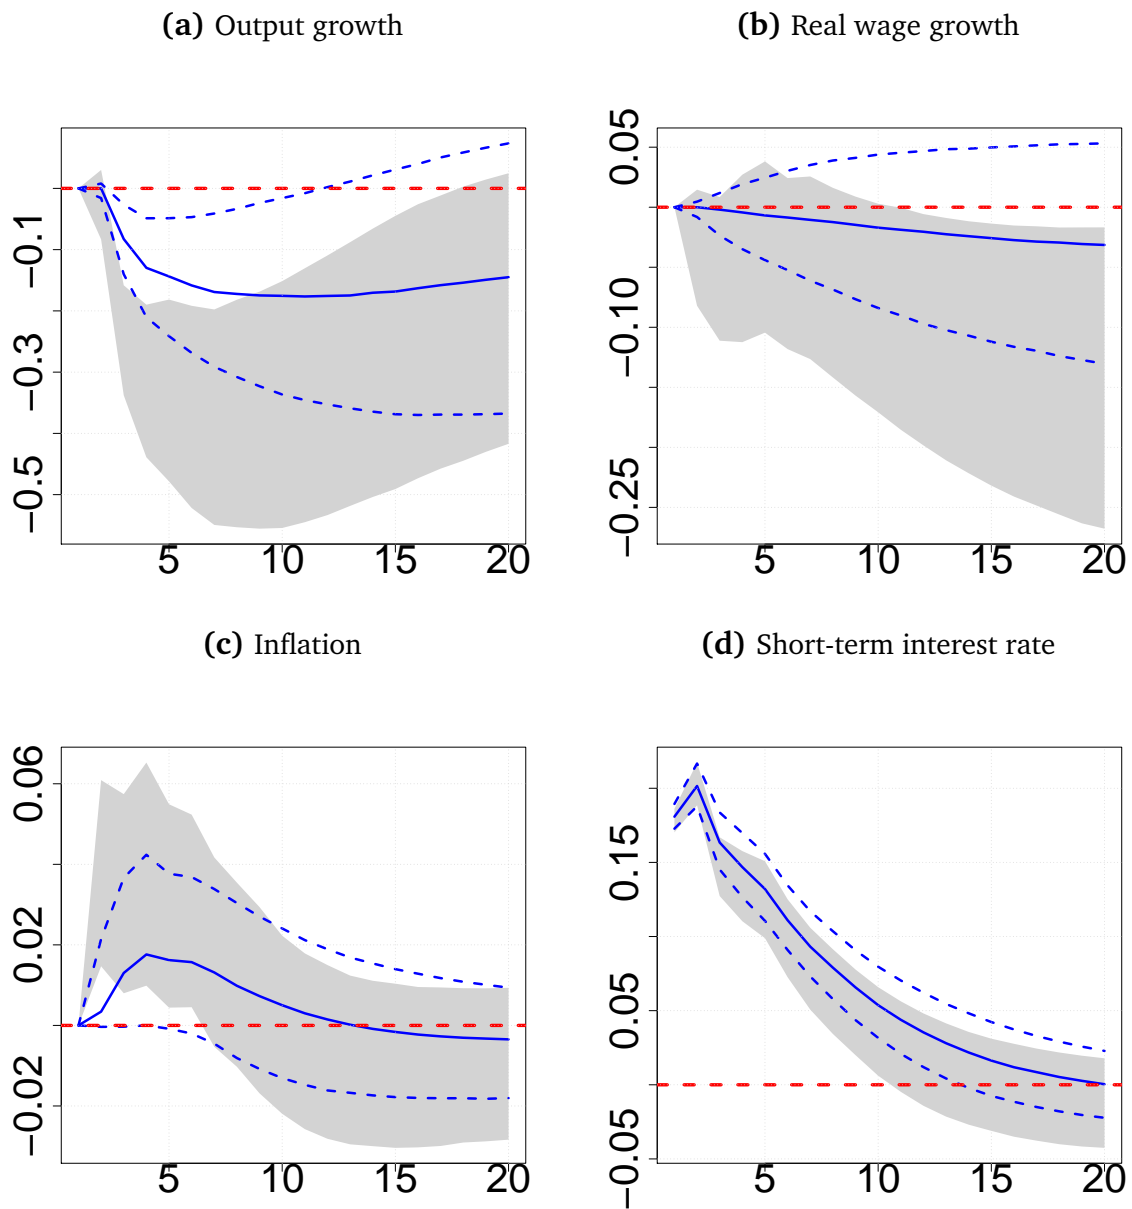 (a) Output growth
(b) Real wage growth
−0.1
−0.3
−0.5
5 10 15 20
0.05
−0.10
−0.25
5 10 15 20
(c) Inflation
(d) Short-term interest rate
0.06
0.02
−0.02
5 10 15 20
0.15
0.05
−0.05
5 10 15 20